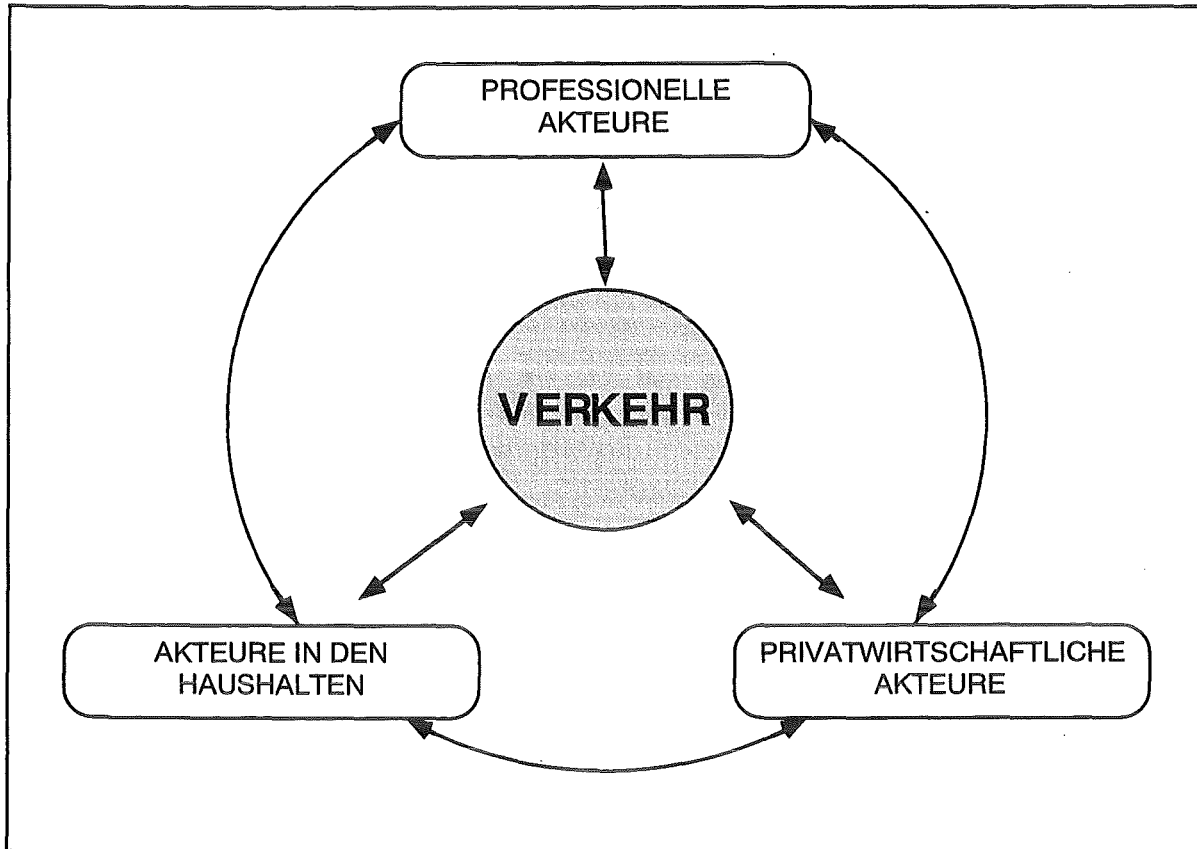 PROFESSIONELLE
AKTEURE
VERKEHR
AKTEURE IN DEN
HAUSHALTEN
PRIVATWIRTSCHAFTLICHE
AKTEURE